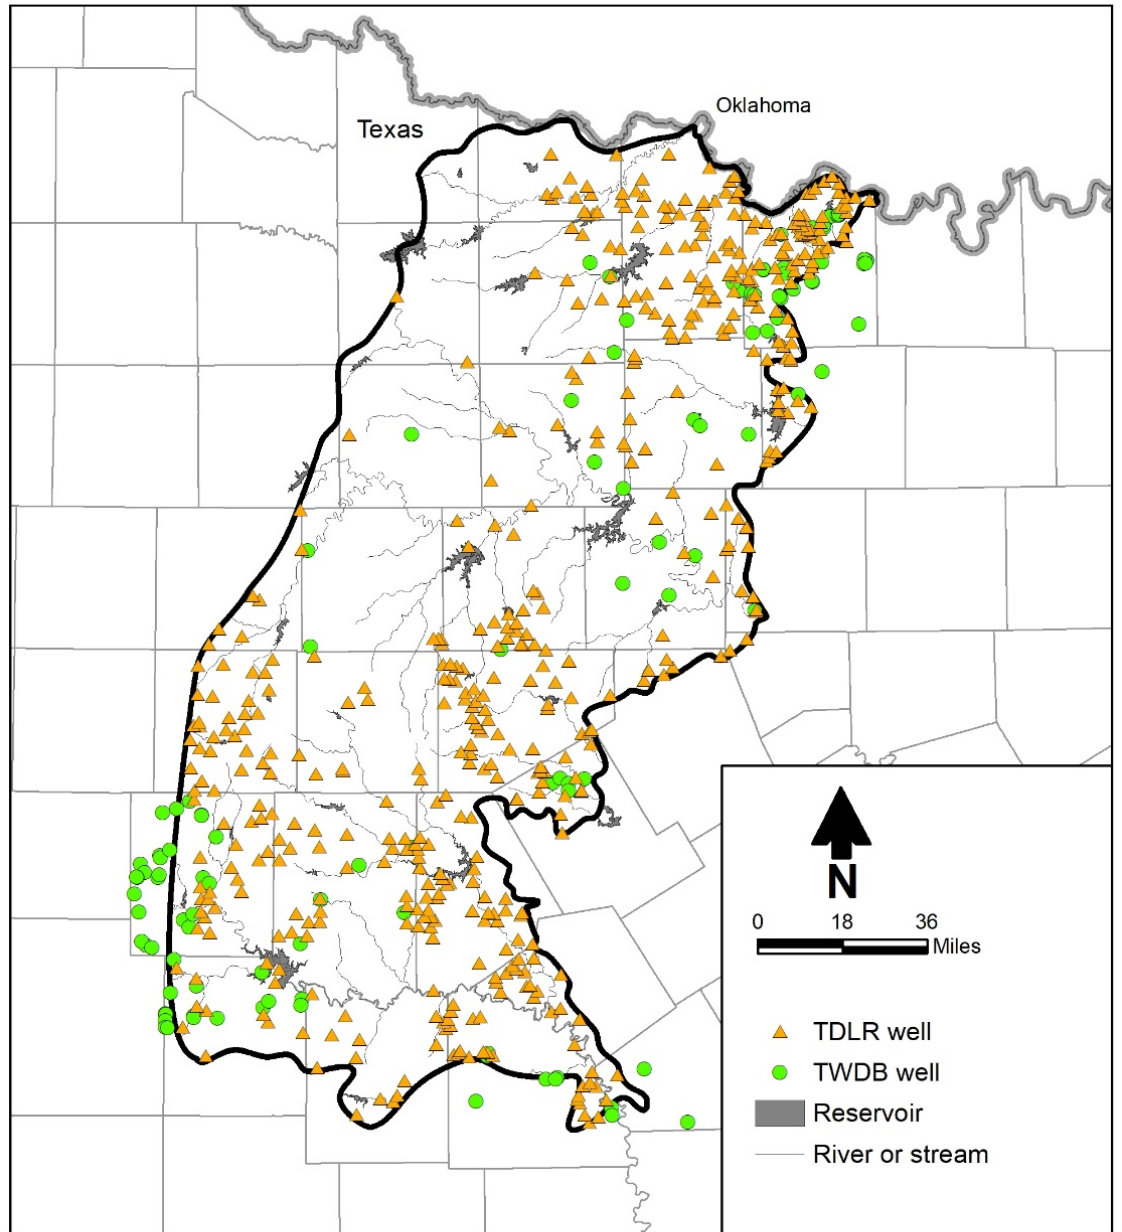 Oklahoma
Texas
N
0 18 36
Miles
TDLR well
TWDB well
Reservoir
River or stream